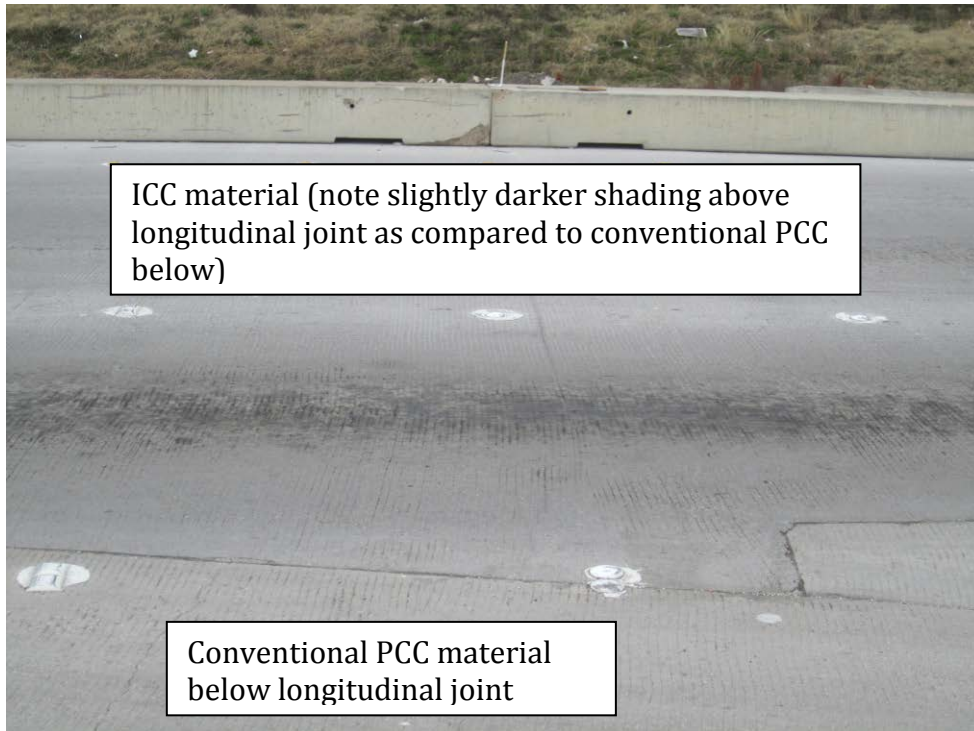 ICC material (note slightly darker shading above
longitudinal joint as compared to conventional PCC
below)
Conventional PCC material
below longitudinal joint